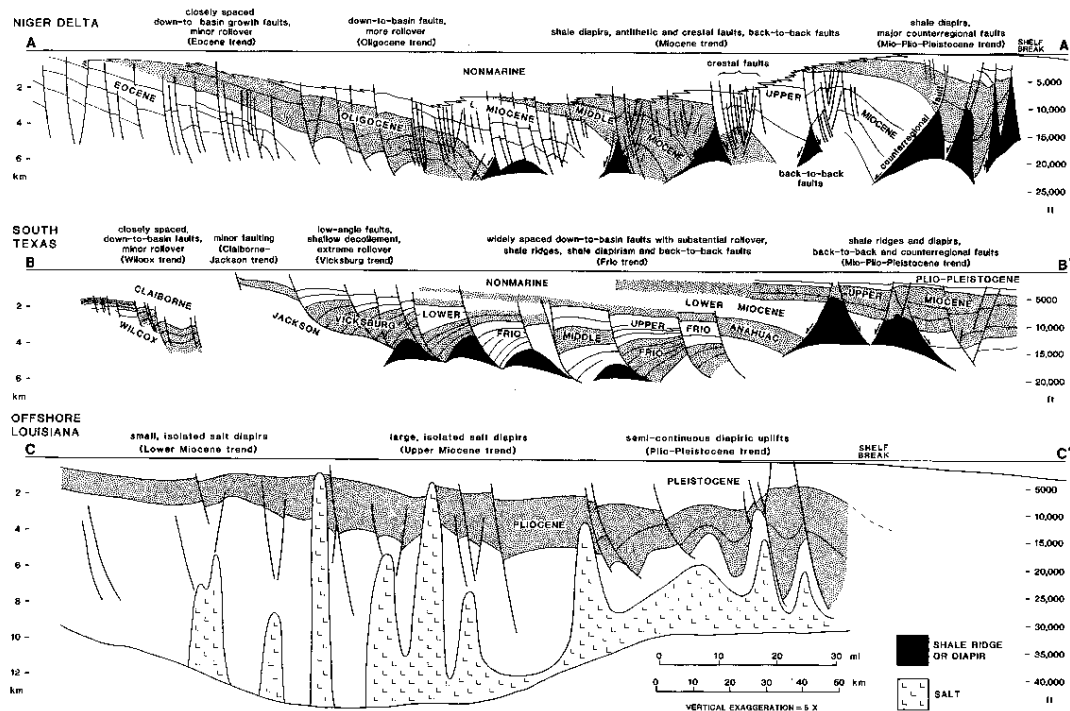 NIGER DELTA
closely spaced
down-to basin growth faults,
minor rollover
(Eocene trend)
down-to-basin faults,
more rollover
(Oligocene trend)
shale diapirs, antithetic and crestal faults, back-to-back faults
(Miocene trend)
shale diapirs,
major counterregional faults
(Mio-Plio-Pleistocene trend)
SHELF
BREAK
A
A
crestal faults
NONMARINE
EOCENE
OLIGOCENE
MIOCENE
MIDDLE
MIOCENE
UPPER
MIOCENE
counterregional
fault
back-to-back
faults
2
4
6
km
5,000
10,000
15,000
20,000
25,000
ft
SOUTH
TEXAS
closely spaced,
down-to-basin faults,
minor rollover
(Wilcox trend)
minor faulting
(Claiborne-
Jackson trend)
low-angle faults,
shallow decollement,
extreme rollover
(Vicksburg trend)
widely spaced down-to-basin faults with substantial rollover,
shale ridges, shale diapirism and back-to-back faults
(Frio trend)
shale ridges and diapirs,
back-to-back and counterregional faults
(Mio-Plio-Pleistocene trend)
B
B'
PLIO-PLEISTOCENE
NONMARINE
CLAIBORNE
WILCOX
JACKSON
VICKSBURG
LOWER
FRIO
MIDDLE
FRIO
UPPER
FRIO
ANAHUAC
LOWER
MIOCENE
UPPER
MIOCENE
2
4
6
km
5000
10,000
15,000
20,000
ft
OFFSHORE
LOUISIANA
small, isolated salt diapirs
(Lower Miocene trend)
large, isolated salt diapirs
(Upper Miocene trend)
semi-continuous diapiric uplifts
(Plio-Pleistocene trend)
SHELF
BREAK
C
C'
PLEISTOCENE
PLIOCENE
2
4
6
8
10
12
km
5000
10,000
15,000
20,000
25,000
30,000
35,000
40,000
ft
0 10 20 30 mi
0 10 20 30 40 50 km
VERTICAL EXAGGERATION = 5 X
SHALE RIDGE
OR DIAPIR
SALT